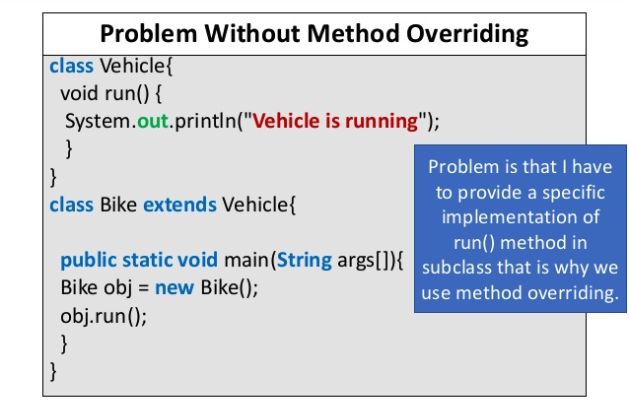 Problem Without Method Overriding
class Vehicle{
void run() {
System.out.println("Vehicle is running");
}
}
class Bike extends Vehicle{
public static void main(String args[]){
Bike obj = new Bike();
obj.run();
}
}
Problem is that I have
to provide a specific
implementation of
run() method in
subclass that is why we
use method overriding.